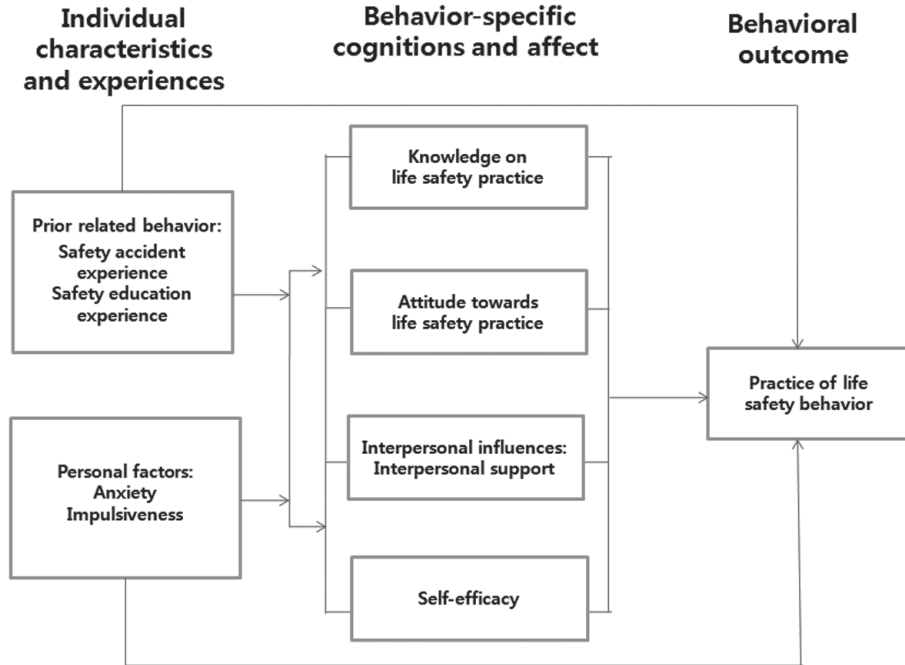 Individual
characteristics
and experiences
Behavior-specific
cognitions and affect
Behavioral
outcome
Prior related behavior:
Safety accident
experience
Safety education
experience
Personal factors:
Anxiety
Impulsiveness
Knowledge on
life safety practice
Attitude towards
life safety practice
Interpersonal influences:
Interpersonal support
Self-efficacy
Practice of life
safety behavior